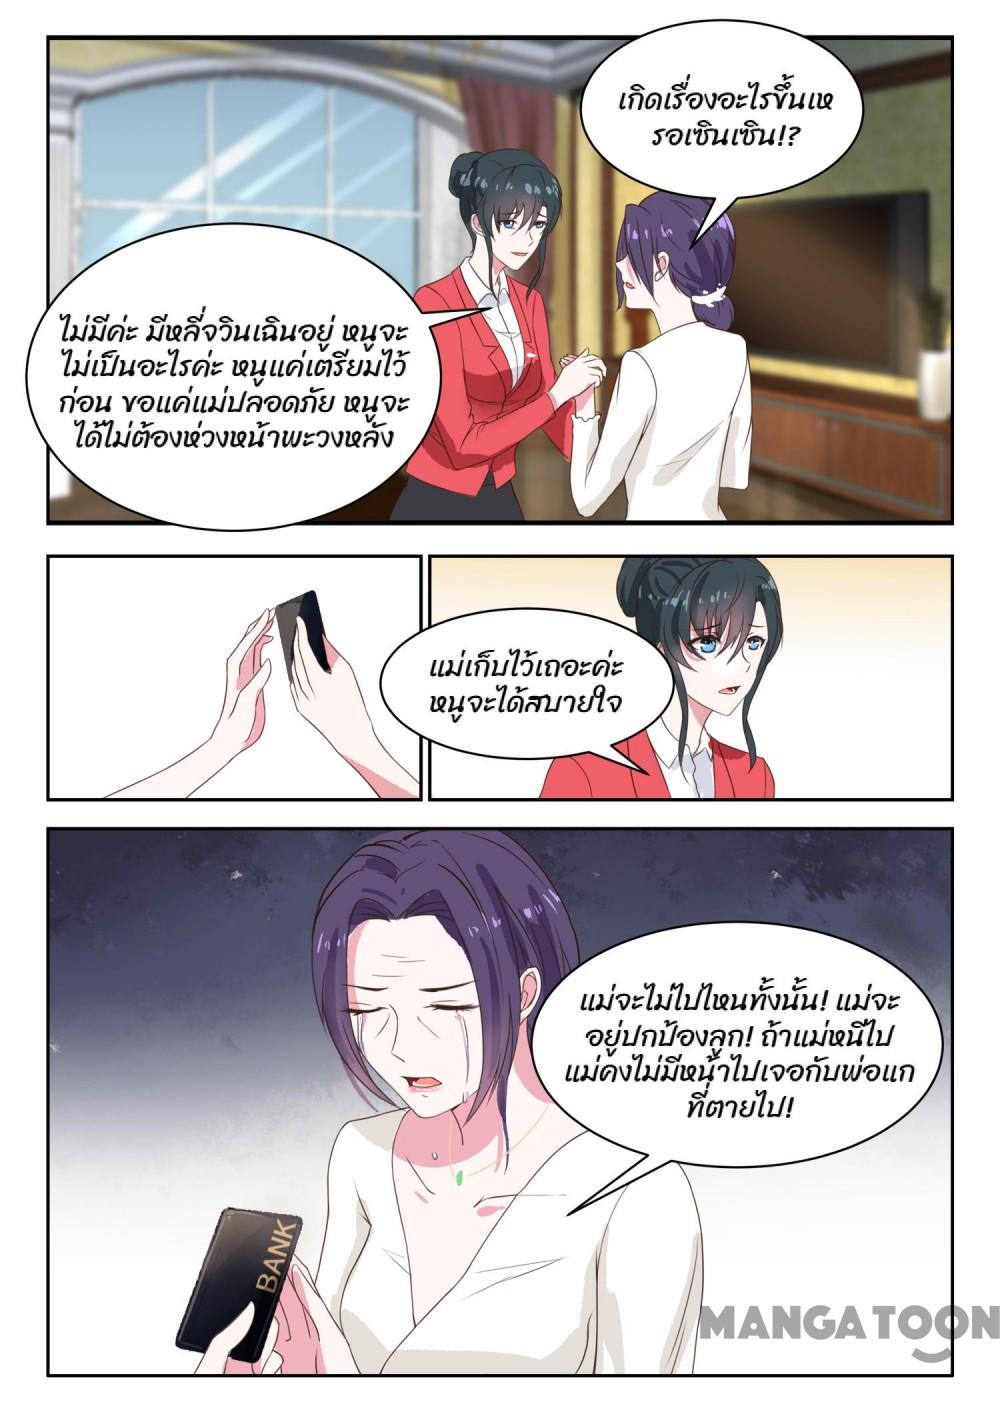 เกิดเรื่องอะไรขึ้นเห
รอเซินเซิน!?
ไม่มีค่ะ มีหลี่จวินเฉินอยู่ หนูจะ
ไม่เป็นอะไรค่ะ หนูแค่เตรียมไว้
ก่อน ขอแค่แม่ปลอดภัย หนูจะ
ได้ไม่ต้องห่วงหน้าพะวงหลัง
แม่เก็บไว้เถอะค่ะ
หนูจะได้สบายใจ
แม่จะไม่ไปไหนทั้งนั้น! แม่จะ
อยู่ปกป้องลูก! ถ้าแม่หนีไป
แม่คงไม่มีหน้าไปเจอกับพ่อแก
ที่ตายไป!
BANK
MANGATOON